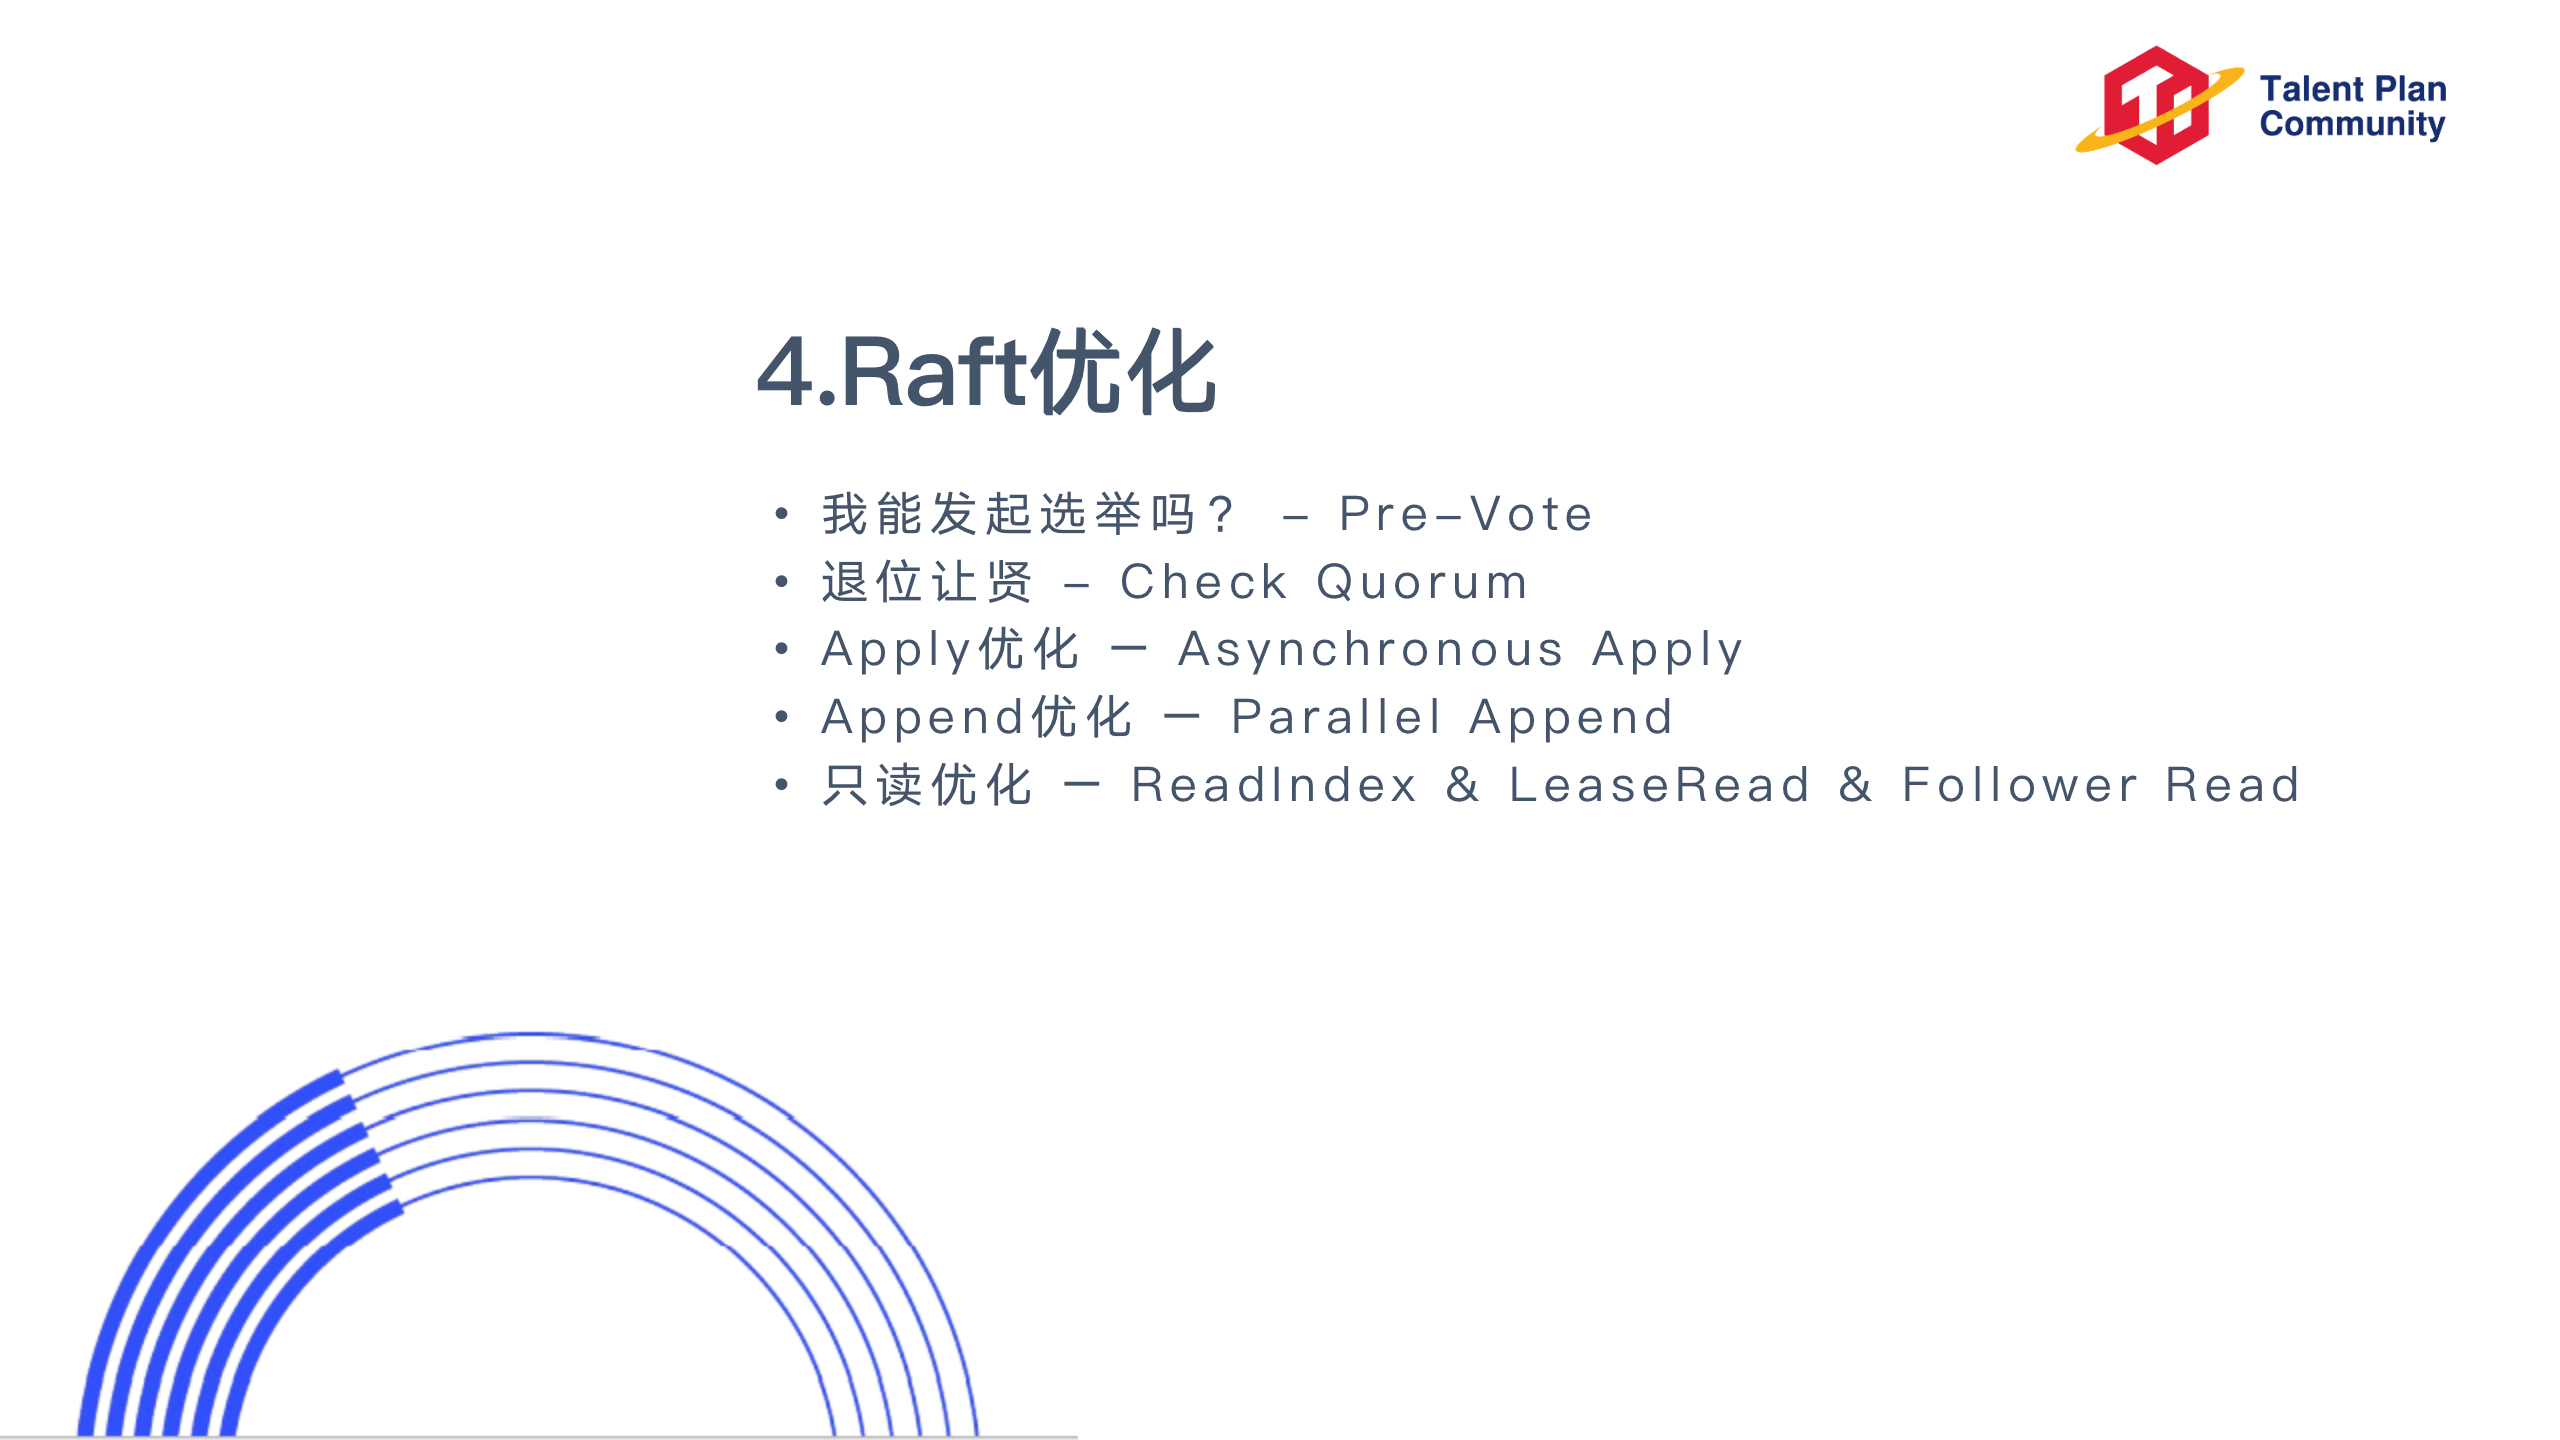 Talent Plan
Community
4.Raft优化
• 我能发起选举吗？ – Pre–Vote
• 退位让贤 – Check Quorum
• Apply优化 — Asynchronous Apply
• Append优化 — Parallel Append
• 只读优化 — ReadIndex & LeaseRead & Follower Read